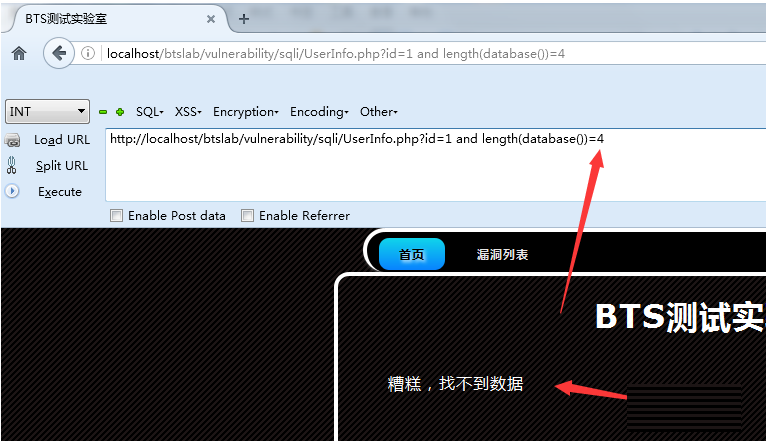 BTS测试实验室
localhost/btslab/vulnerability/sqli/UserInfo.php?id=1 and length(database())=4
INT SQL XSS Encryption Encoding Other
Load URL http://localhost/btslab/vulnerability/sqli/UserInfo.php?id=1 and length(database())=4
Split URL
Execute
Enable Post data Enable Referrer
首页 漏洞列表
BTS测试实
糟糕，找不到数据